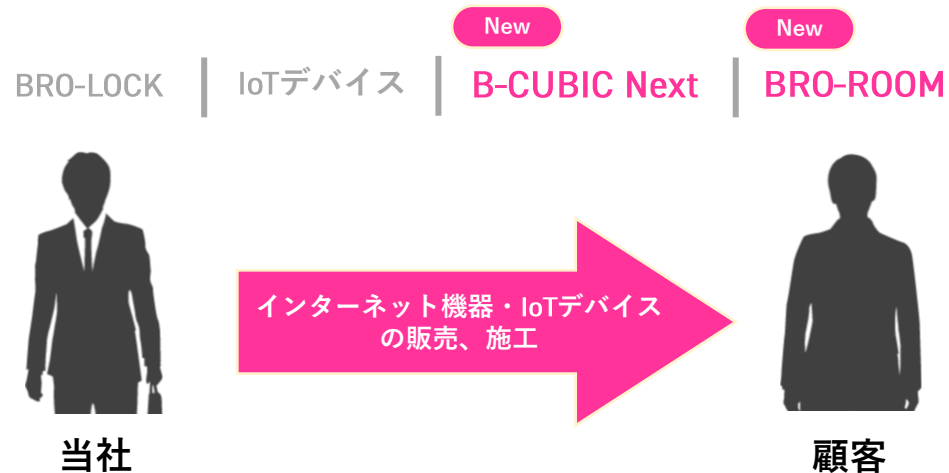 New
New
BRO-LOCK
IoTデバイス
B-CUBIC Next
BRO-ROOM
インターネット機器・IoTデバイス
の販売、施工
当社
顧客